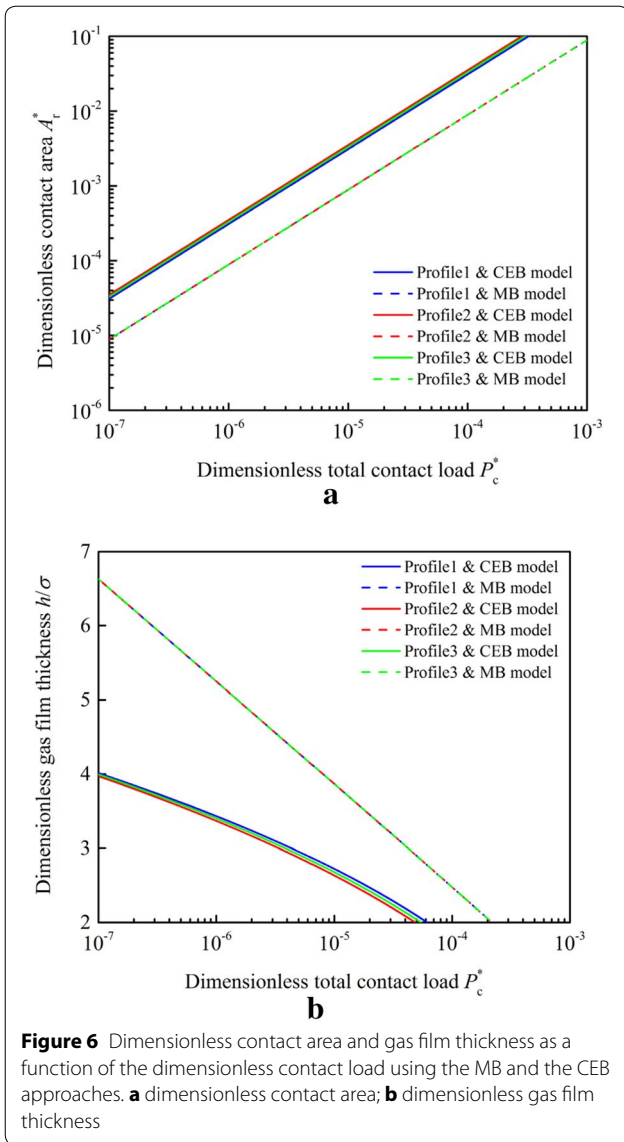 10⁻¹
10⁻²
10⁻³
10⁻⁴
10⁻⁵
10⁻⁶
Dimensionless contact area A*r
Profile1 & CEB model
Profile1 & MB model
Profile2 & CEB model
Profile2 & MB model
Profile3 & CEB model
Profile3 & MB model
10⁻⁷ 10⁻⁶ 10⁻⁵ 10⁻⁴ 10⁻³
Dimensionless total contact load P*c
a
7
6
5
4
3
2
Dimensionless gas film thickness h/σ
Profile1 & CEB model
Profile1 & MB model
Profile2 & CEB model
Profile2 & MB model
Profile3 & CEB model
Profile3 & MB model
10⁻⁷ 10⁻⁶ 10⁻⁵ 10⁻⁴ 10⁻³
Dimensionless total contact load P*c
b
Figure 6 Dimensionless contact area and gas film thickness as a
function of the dimensionless contact load using the MB and the CEB
approaches. a dimensionless contact area; b dimensionless gas film
thickness